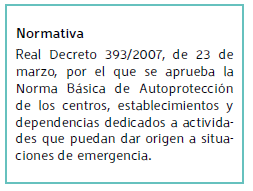 Normativa
Real Decreto 393/2007, de 23 de
marzo, por el que se aprueba la
Norma Básica de Autoprotección
de los centros, establecimientos y
dependencias dedicados a activida-
des que puedan dar origen a situa-
ciones de emergencia.